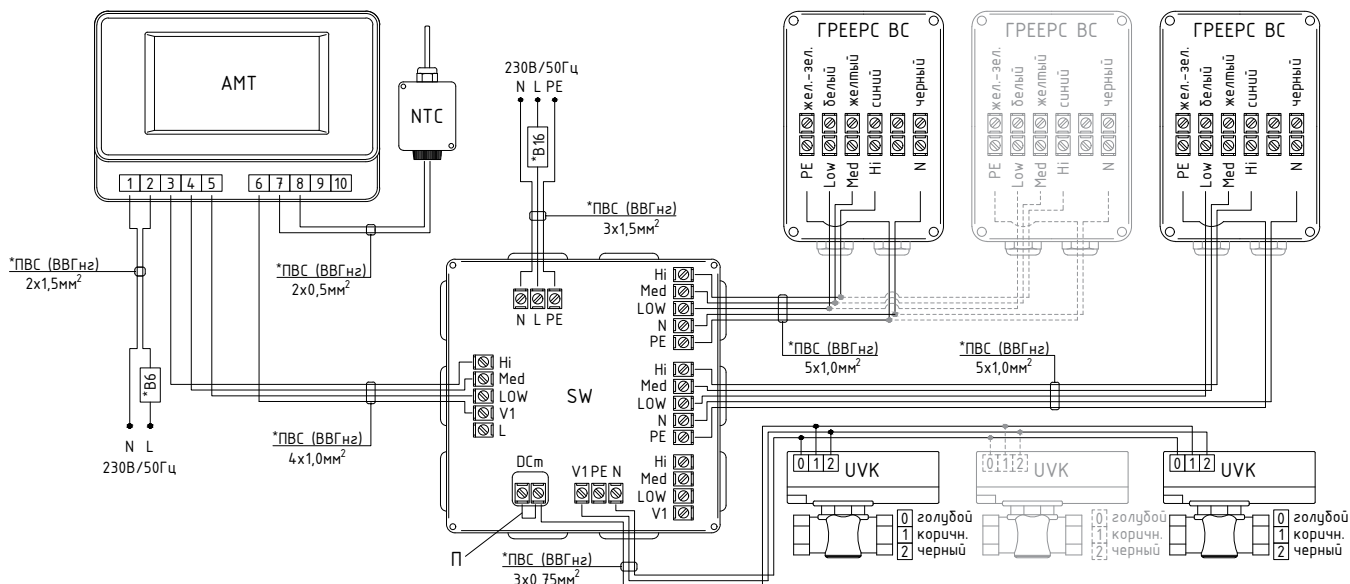 АМТ
1 2 3 4 5
6 7 8 9 10
NTC
*ПВС (ВВГнг)
2х1,5мм²
*В6
N L
230В/50Гц
*ПВС (ВВГнг)
2х0,5мм²
*ПВС (ВВГнг)
4х1,0мм²
230В/50Гц
N L PE
*В16
*ПВС (ВВГнг)
3х1,5мм²
N L PE
SW
Hi
Med
LOW
V1
L
DCm
П
V1 PE N
*ПВС (ВВГнг)
3х0,75мм²
Hi
Med
LOW
N
PE
Hi
Med
LOW
N
PE
Hi
Med
LOW
V1
*ПВС (ВВГнг)
5х1,0мм²
*ПВС (ВВГнг)
5х1,0мм²
ГРЕЕРС ВС
жел.-зел.
белый
желтый
синий
черный
PE
Low
Med
Hi
N
ГРЕЕРС ВС
жел.-зел.
белый
желтый
синий
черный
PE
Low
Med
Hi
N
ГРЕЕРС ВС
жел.-зел.
белый
желтый
синий
черный
PE
Low
Med
Hi
N
0 1 2
UVK
0 голубой
1 коричн.
2 черный
0 1 2
UVK
0 голубой
1 коричн.
2 черный
0 1 2
UVK
0 голубой
1 коричн.
2 черный